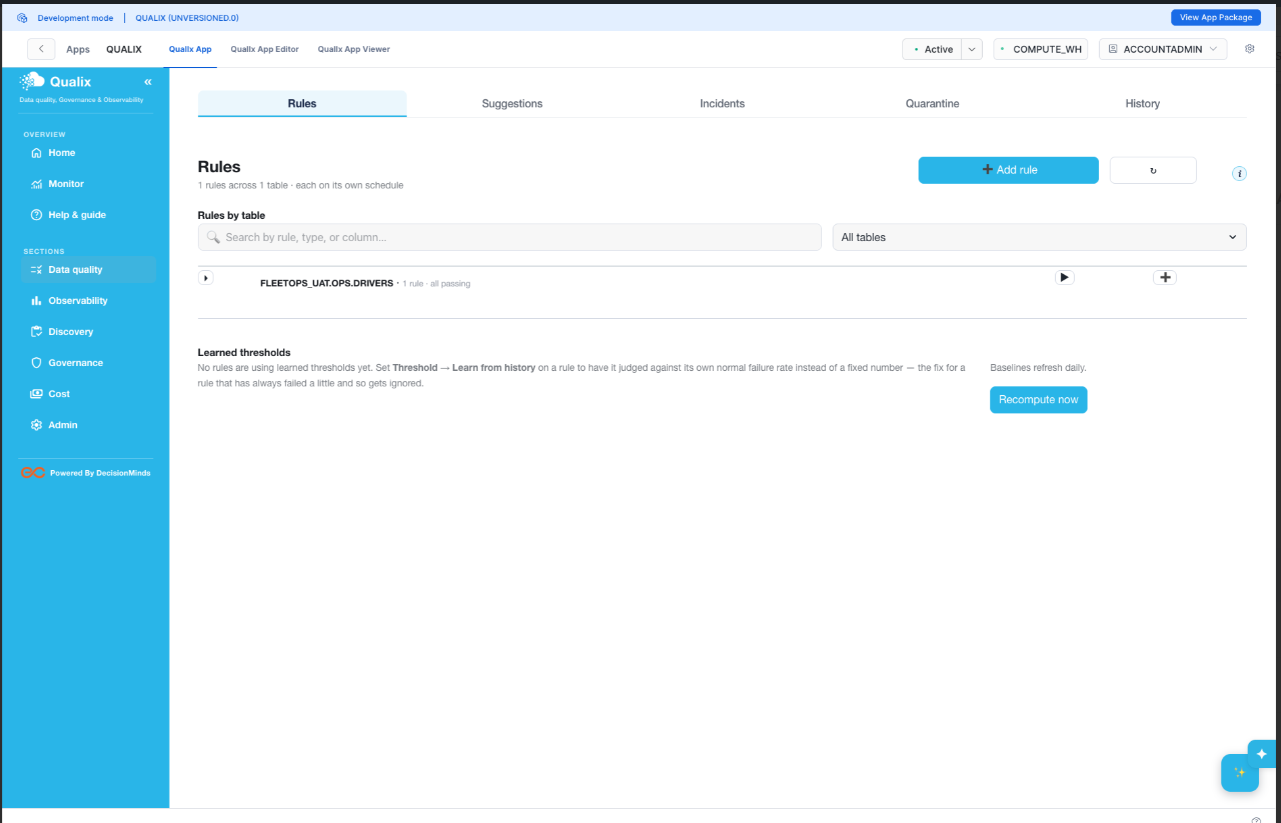 Development mode | QUALIX (UNVERSIONED.0)
View App Package
Apps QUALIX
Qualix App
Qualix App Editor
Qualix App Viewer
Active
COMPUTE_WH
ACCOUNTADMIN
Qualix «
Data quality, Governance & Observability
OVERVIEW
Home
Monitor
Help & guide
SECTIONS
Data quality
Observability
Discovery
Governance
Cost
Admin
Powered By DecisionMinds
Rules
Suggestions
Incidents
Quarantine
History
Rules
1 rules across 1 table · each on its own schedule
+ Add rule
↻
i
Rules by table
Search by rule, type, or column...
All tables
FLEETOPS_UAT.OPS.DRIVERS · 1 rule · all passing
Learned thresholds
No rules are using learned thresholds yet. Set Threshold → Learn from history on a rule to have it judged against its own normal failure rate instead of a fixed number — the fix for a
rule that has always failed a little and so gets ignored.
Baselines refresh daily.
Recompute now